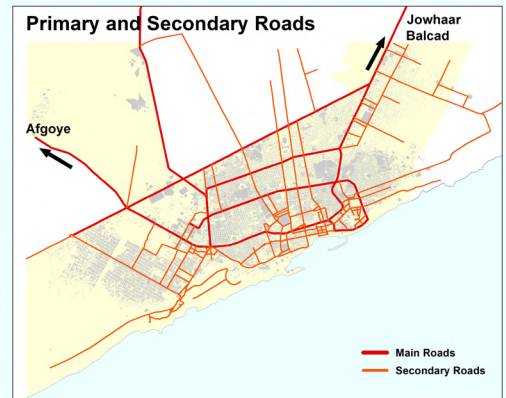 Primary and Secondary Roads
Jowhaar
Balcad
Afgoye
Main Roads
Secondary Roads